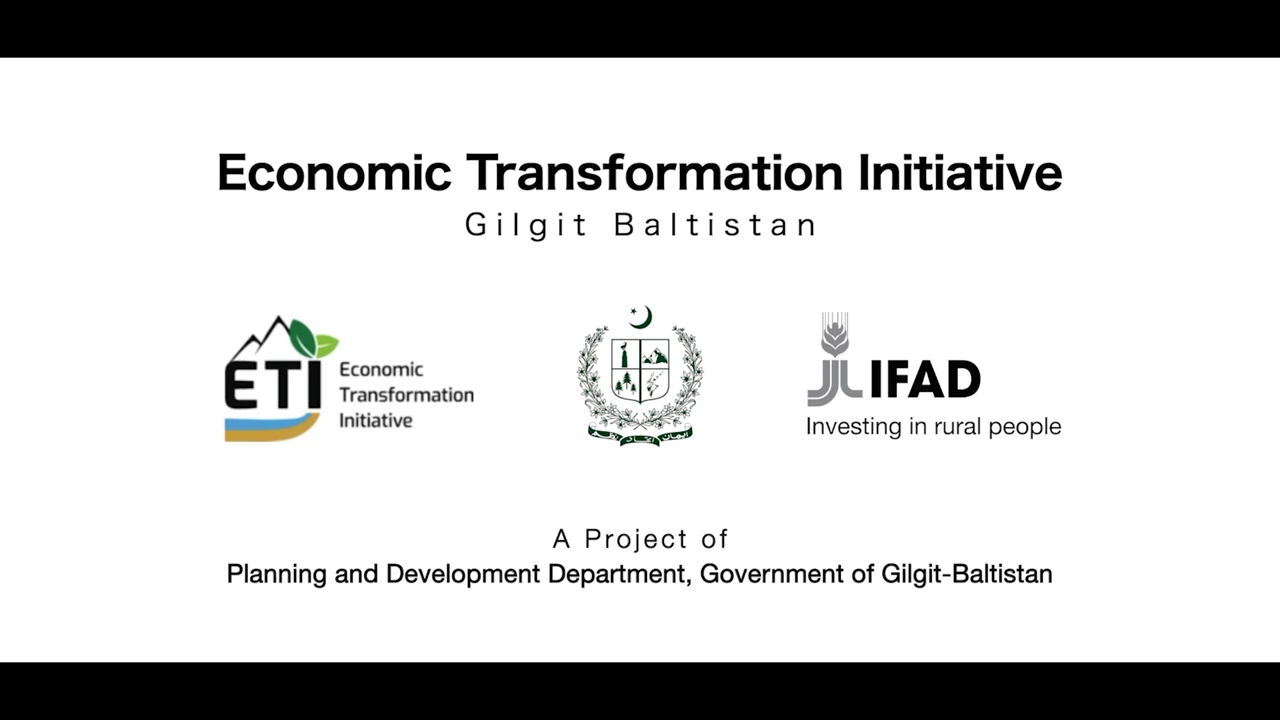 Economic Transformation Initiative
Gilgit Baltistan
ETI
Economic
Transformation
Initiative
IFAD
Investing in rural people
A Project of
Planning and Development Department, Government of Gilgit-Baltistan